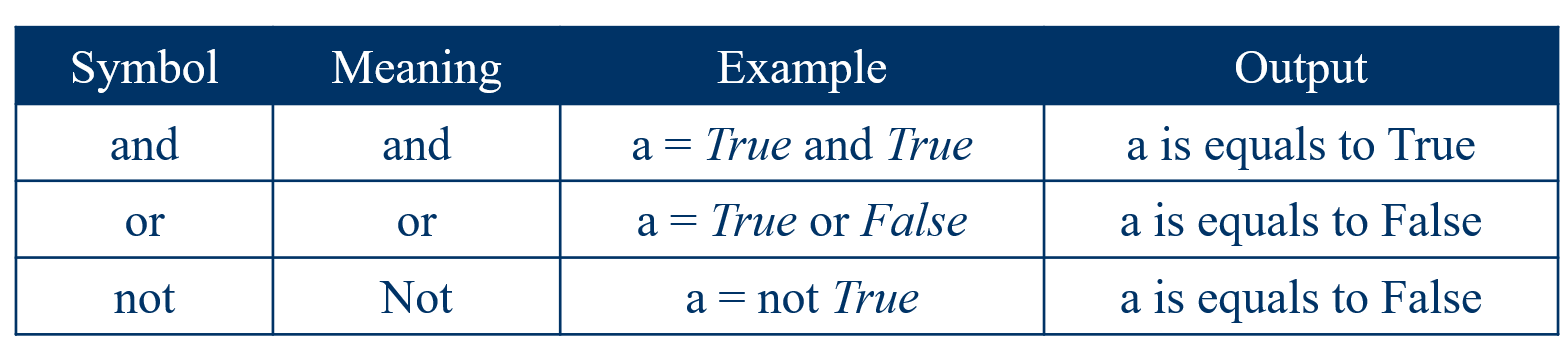 Symbol Meaning Example Output
and and a = True and True a is equals to True
or or a = True or False a is equals to False
not Not a = not True a is equals to False